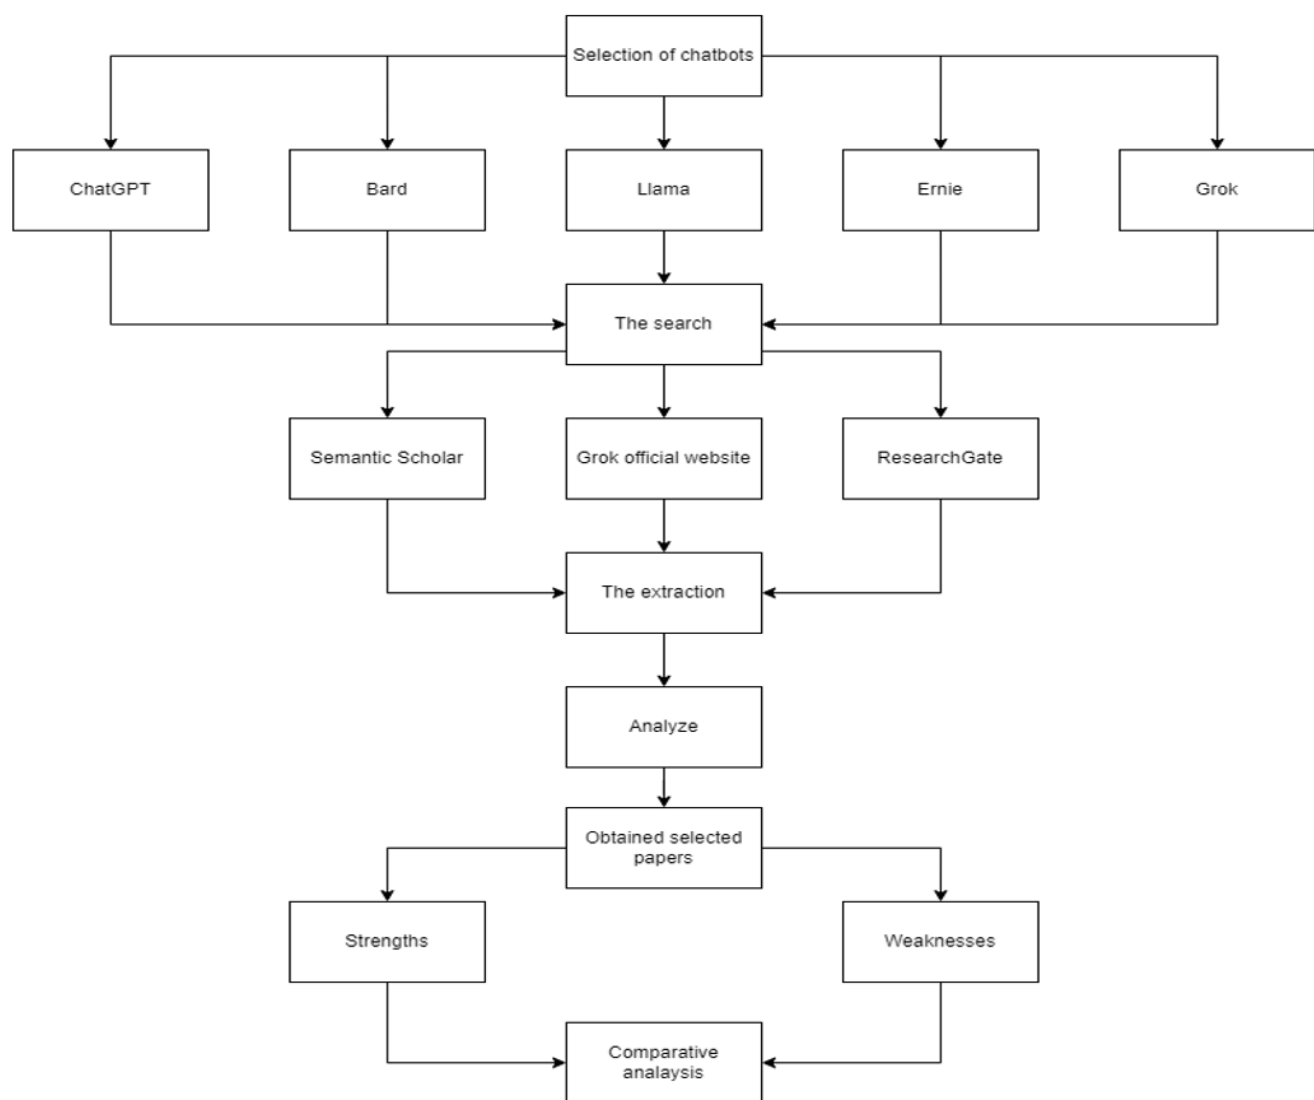 Selection of chatbots
ChatGPT
Bard
Llama
Ernie
Grok
The search
Semantic Scholar
Grok official website
ResearchGate
The extraction
Analyze
Obtained selected
papers
Strengths
Weaknesses
Comparative
analaysis